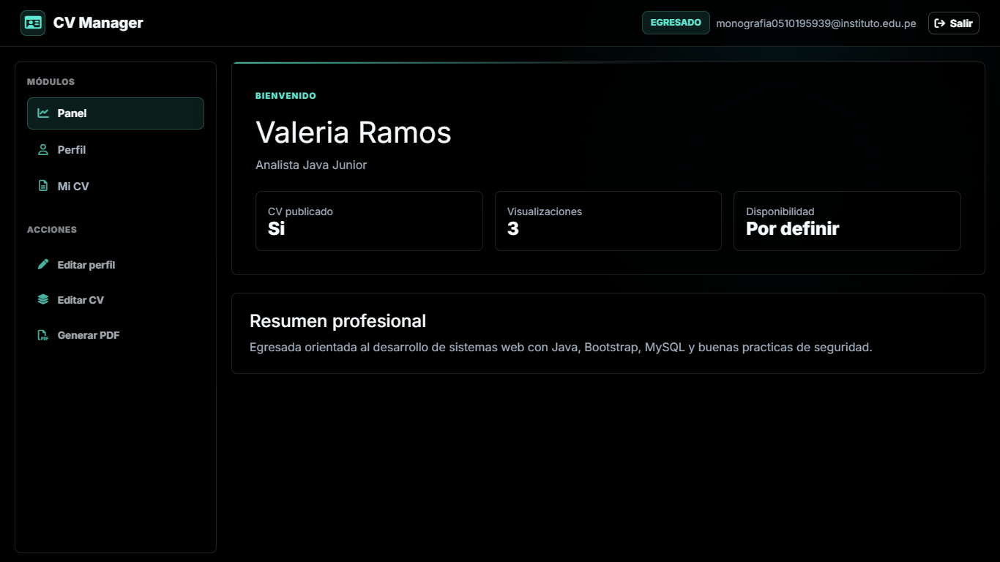 CV Manager
EGRESADO
monografia0510195939@instituto.edu.pe
Salir
MÓDULOS
Panel
Perfil
Mi CV
ACCIONES
Editar perfil
Editar CV
Generar PDF
BIENVENIDO
Valeria Ramos
Analista Java Junior
CV publicado
Si
Visualizaciones
3
Disponibilidad
Por definir
Resumen profesional
Egresada orientada al desarrollo de sistemas web con Java, Bootstrap, MySQL y buenas practicas de seguridad.